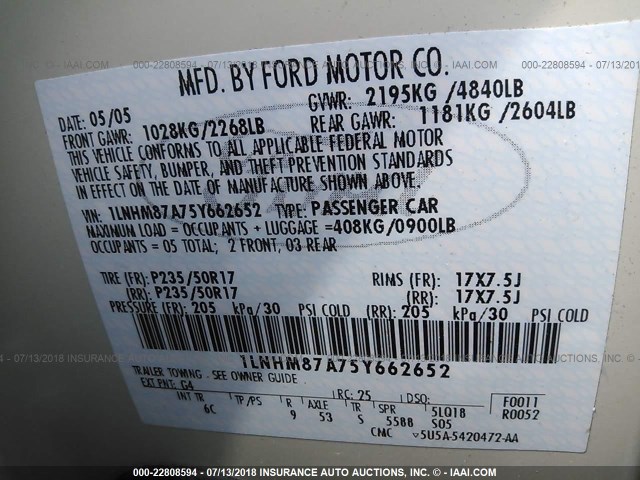 000-22808594 - 07/13/2018 INSURANCE AUTO AUCTIONS - © - IAAI.COM
MFD. BY FORD MOTOR CO.
DATE: 05/05 GVWR: 2195KG /4840LB
FRONT GAWR: 1028KG/2268LB REAR GAWR: 1181KG /2604LB
THIS VEHICLE CONFORMS TO ALL APPLICABLE FEDERAL MOTOR
VEHICLE SAFETY, BUMPER, AND THEFT PREVENTION STANDARDS
IN EFFECT ON THE DATE OF MANUFACTURE SHOWN ABOVE.
VIN: 1LNHM87A75Y662652 TYPE: PASSENGER CAR
MAXIMUM LOAD = OCCUPANTS + LUGGAGE =408KG/0900LB
OCCUPANTS = 05 TOTAL; 2 FRONT, 03 REAR
TIRE (FR): P235/50R17 RIMS (FR): 17X7.5J
(RR): P235/50R17 (RR): 17X7.5J
PRESSURE (FR): 205 kPa/30 PSI COLD (RR): 205 kPa/30 PSI COLD
1LNHM87A75Y662652
TRAILER TOWING - SEE OWNER GUIDE
EXT PNT: G4 RC: 25 DSO: F0011
INT TR TP/PS R AXLE TR SPR 5LQ18 R0052
6C 9 53 S 55BB S05
CMC ▽5U5A-5420472-AA
000-22808594 - 07/13/2018 INSURANCE AUTO AUCTIONS - © - IAAI.COM